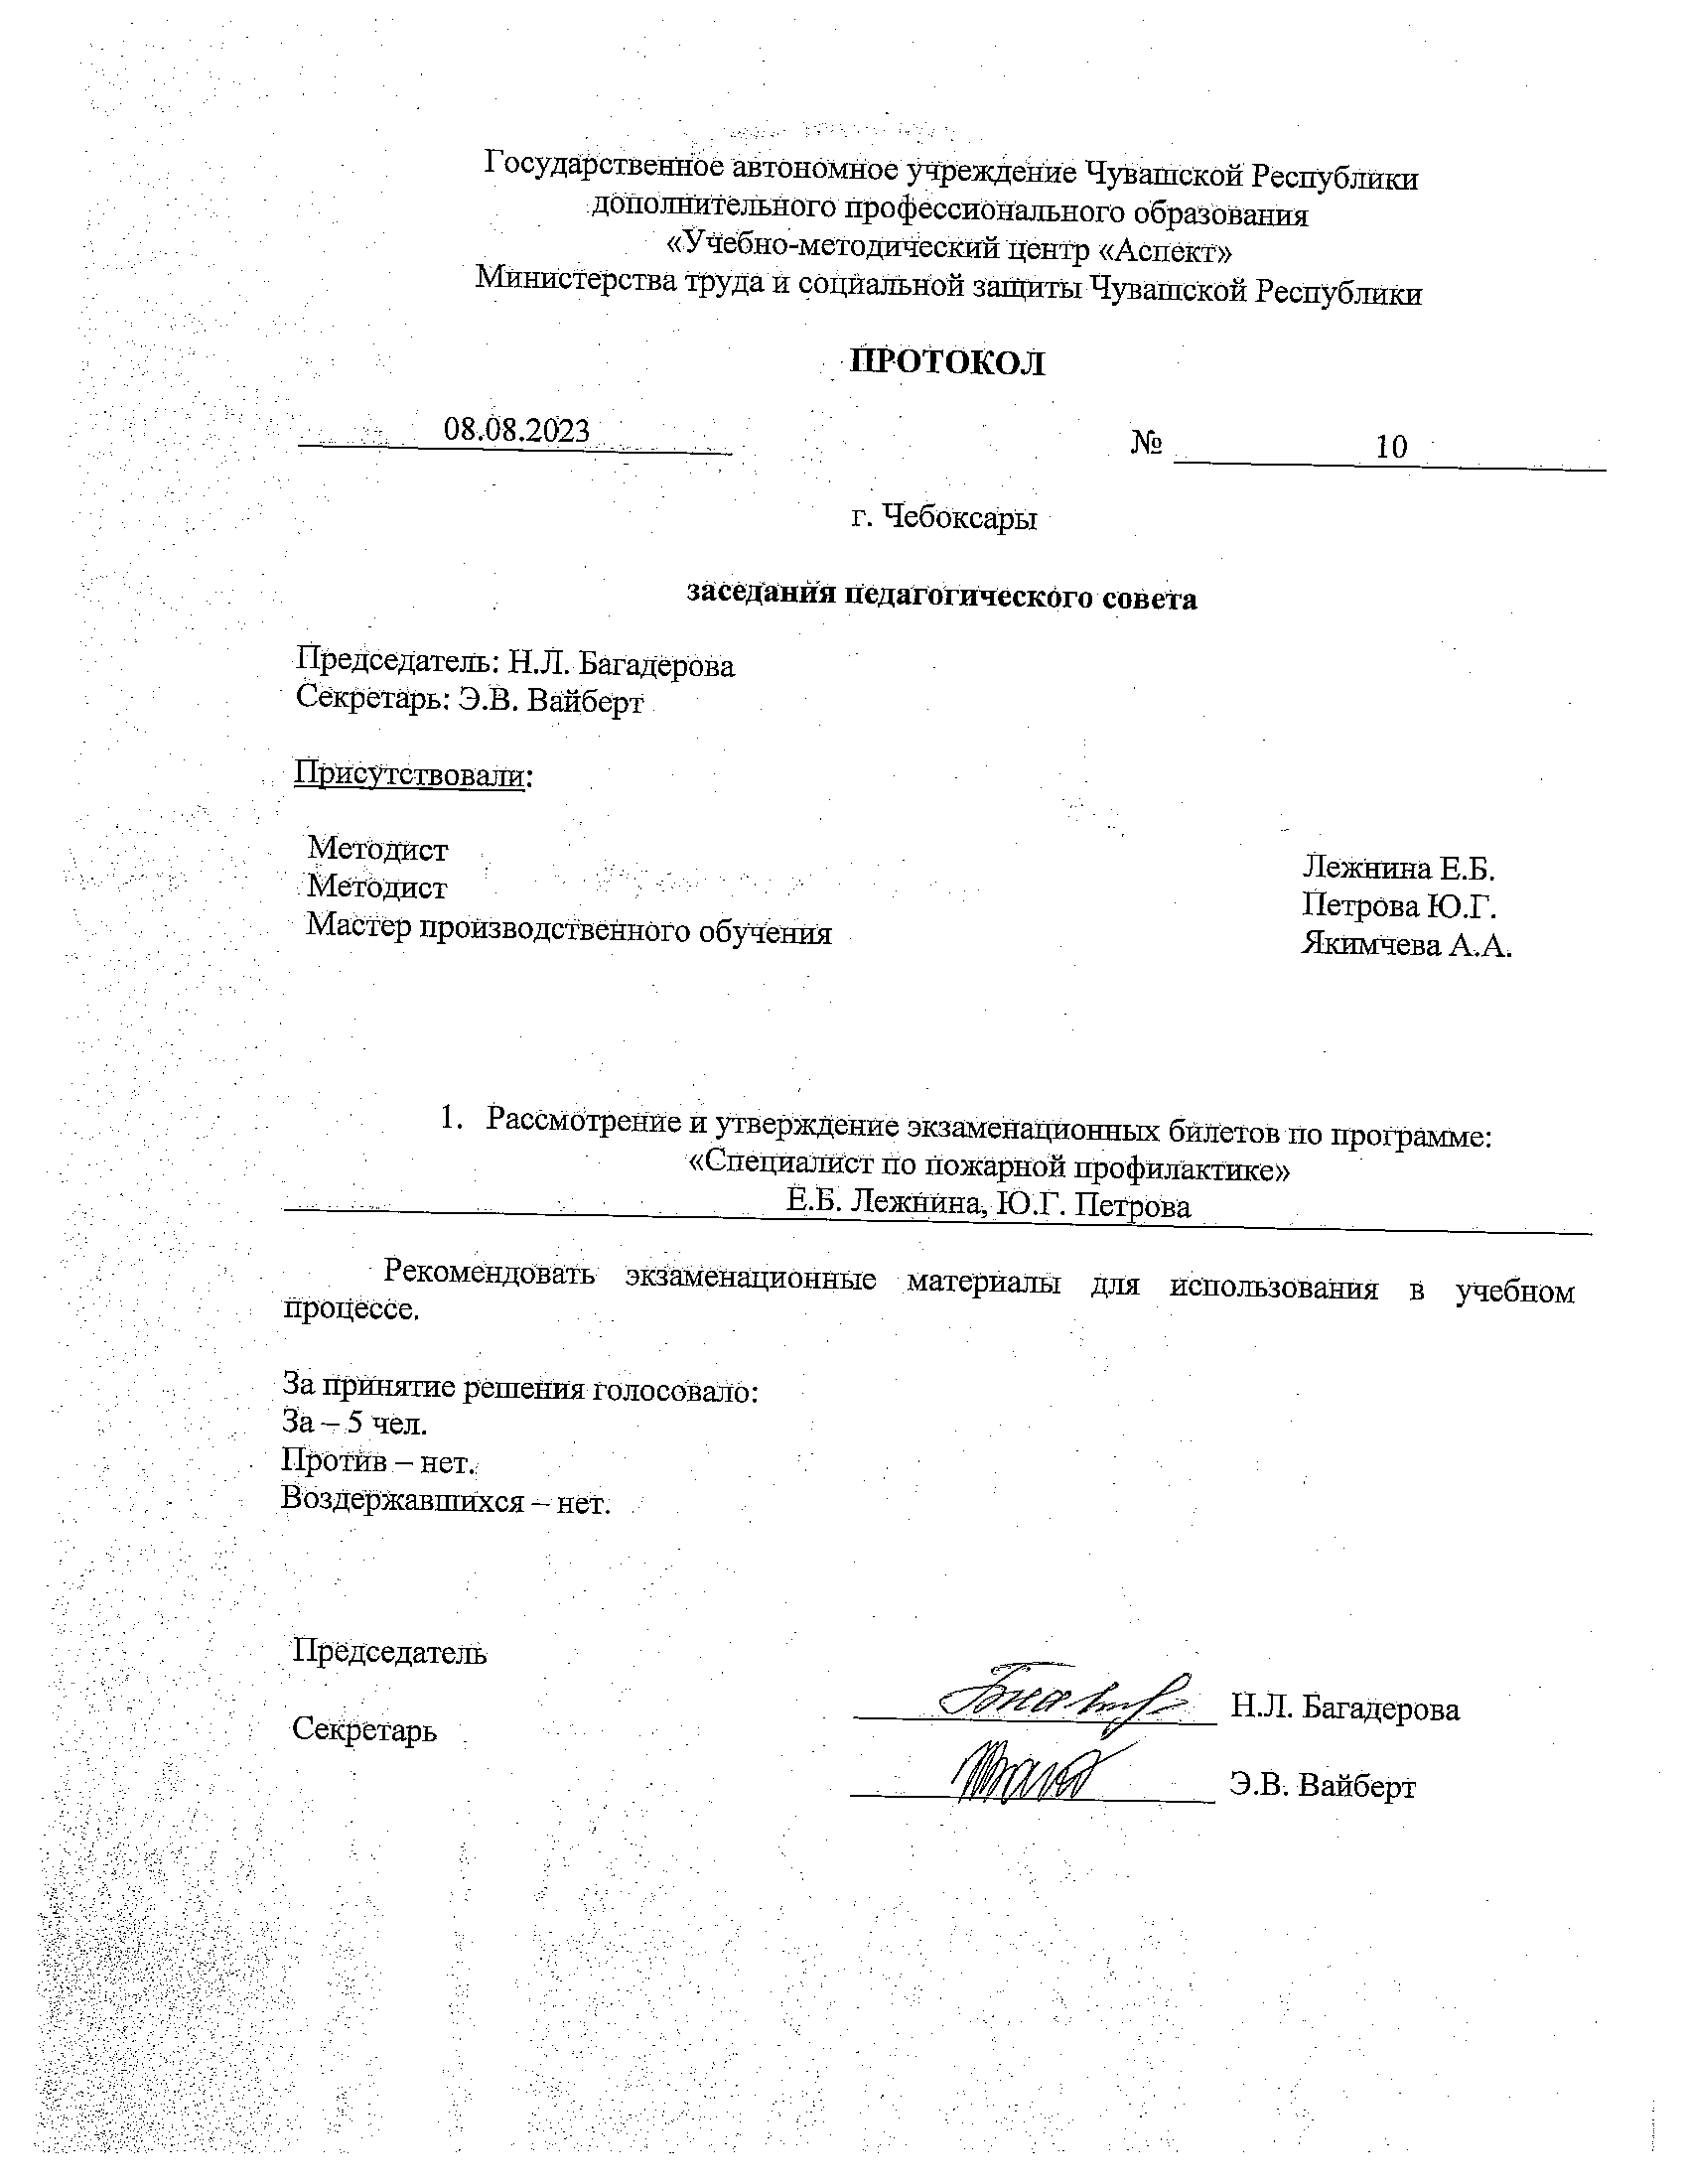 Государственное автономное учреждение Чувашской Республики
дополнительного профессионального образования
«Учебно-методический центр «Аспект»
Министерства труда и социальной защиты Чувашской Республики
ПРОТОКОЛ
08.08.2023 № 10
г. Чебоксары
заседания педагогического совета
Председатель: Н.Л. Багадерова
Секретарь: Э.В. Вайберт
Присутствовали:
Методист Лежнина Е.Б.
Методист Петрова Ю.Г.
Мастер производственного обучения Якимчева А.А.
1. Рассмотрение и утверждение экзаменационных билетов по программе:
«Специалист по пожарной профилактике»
Е.Б. Лежнина, Ю.Г. Петрова
Рекомендовать экзаменационные материалы для использования в учебном
процессе.
За принятие решения голосовало:
За – 5 чел.
Против – нет.
Воздержавшихся – нет.
Председатель
Н.Л. Багадерова
Секретарь
Э.В. Вайберт